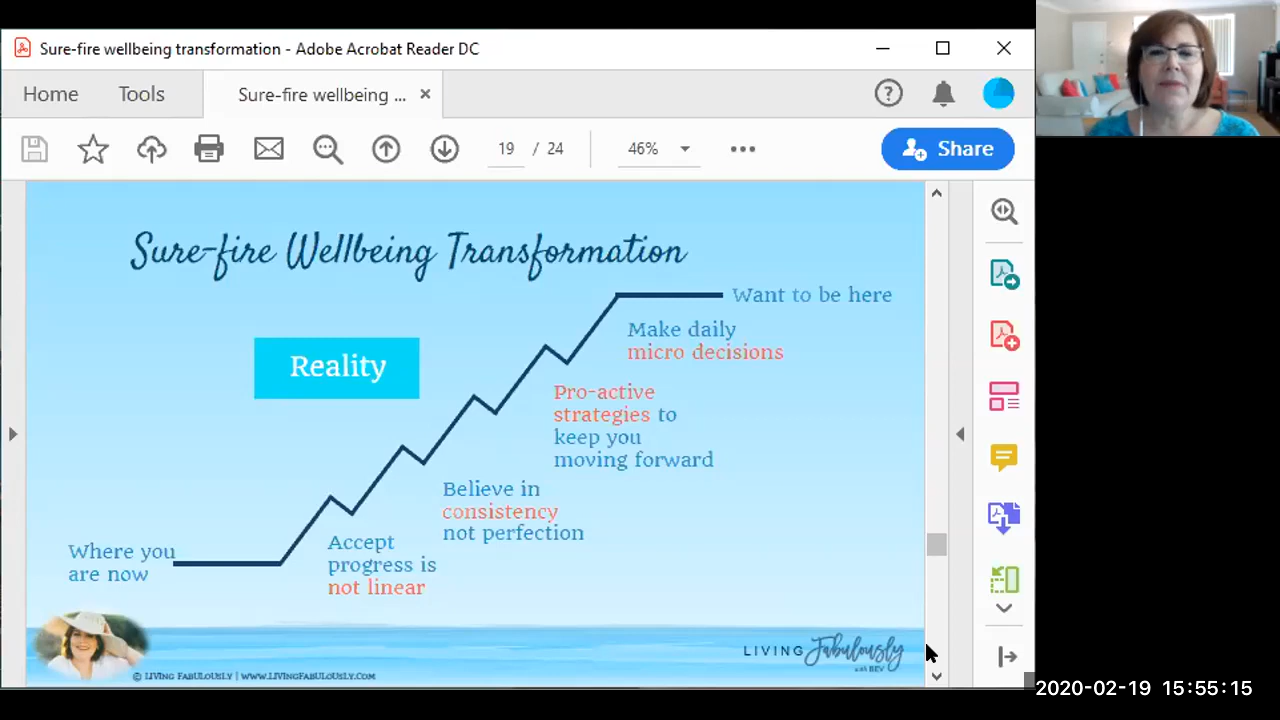 Sure-fire wellbeing transformation - Adobe Acrobat Reader DC
Home
Tools
Sure-fire wellbeing ...
19 / 24
46%
Share
Sure-fire Wellbeing Transformation
Want to be here
Make daily
micro decisions
Reality
Pro-active
strategies to
keep you
moving forward
Believe in
consistency
not perfection
Accept
progress is
not linear
Where you
are now
LIVING Fabulously
with BEV
© LIVING FABULOUSLY | WWW.LIVINGFABULOUSLY.COM
2020-02-19 15:55:15